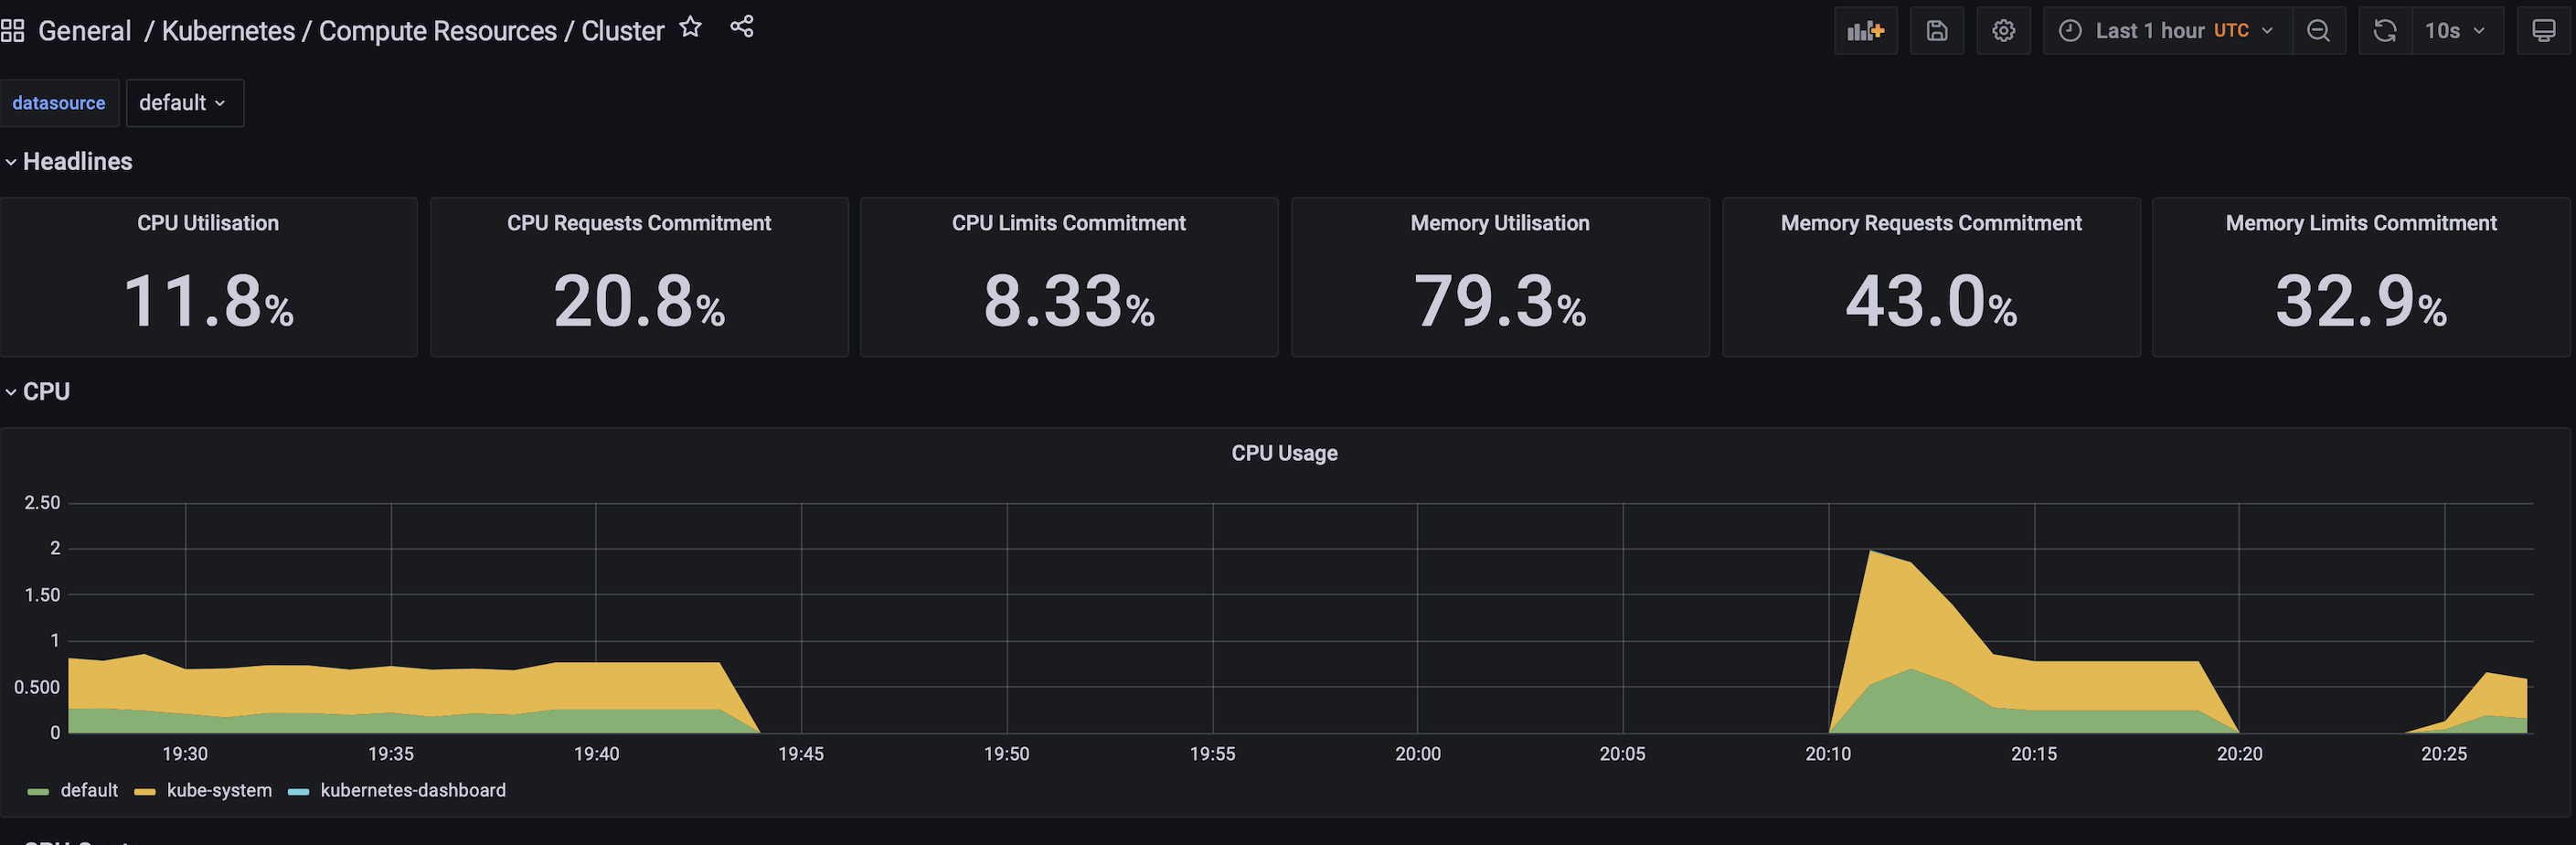 General / Kubernetes / Compute Resources / Cluster
Last 1 hour UTC
10s
datasource default
Headlines
CPU Utilisation
11.8%
CPU Requests Commitment
20.8%
CPU Limits Commitment
8.33%
Memory Utilisation
79.3%
Memory Requests Commitment
43.0%
Memory Limits Commitment
32.9%
CPU
CPU Usage
2.50
2
1.50
1
0.500
0
19:30 19:35 19:40 19:45 19:50 19:55 20:00 20:05 20:10 20:15 20:20 20:25
default kube-system kubernetes-dashboard